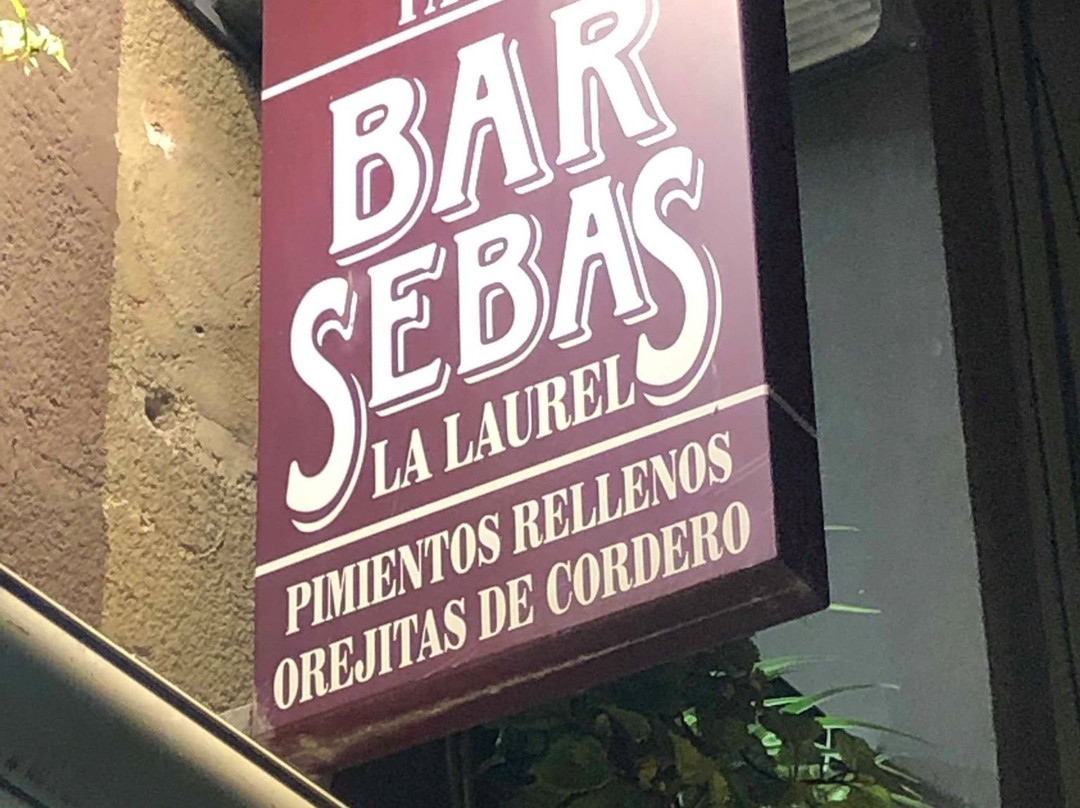 BAR
SEBAS
LA LAUREL
PIMIENTOS RELLENOS
OREJITAS DE CORDERO